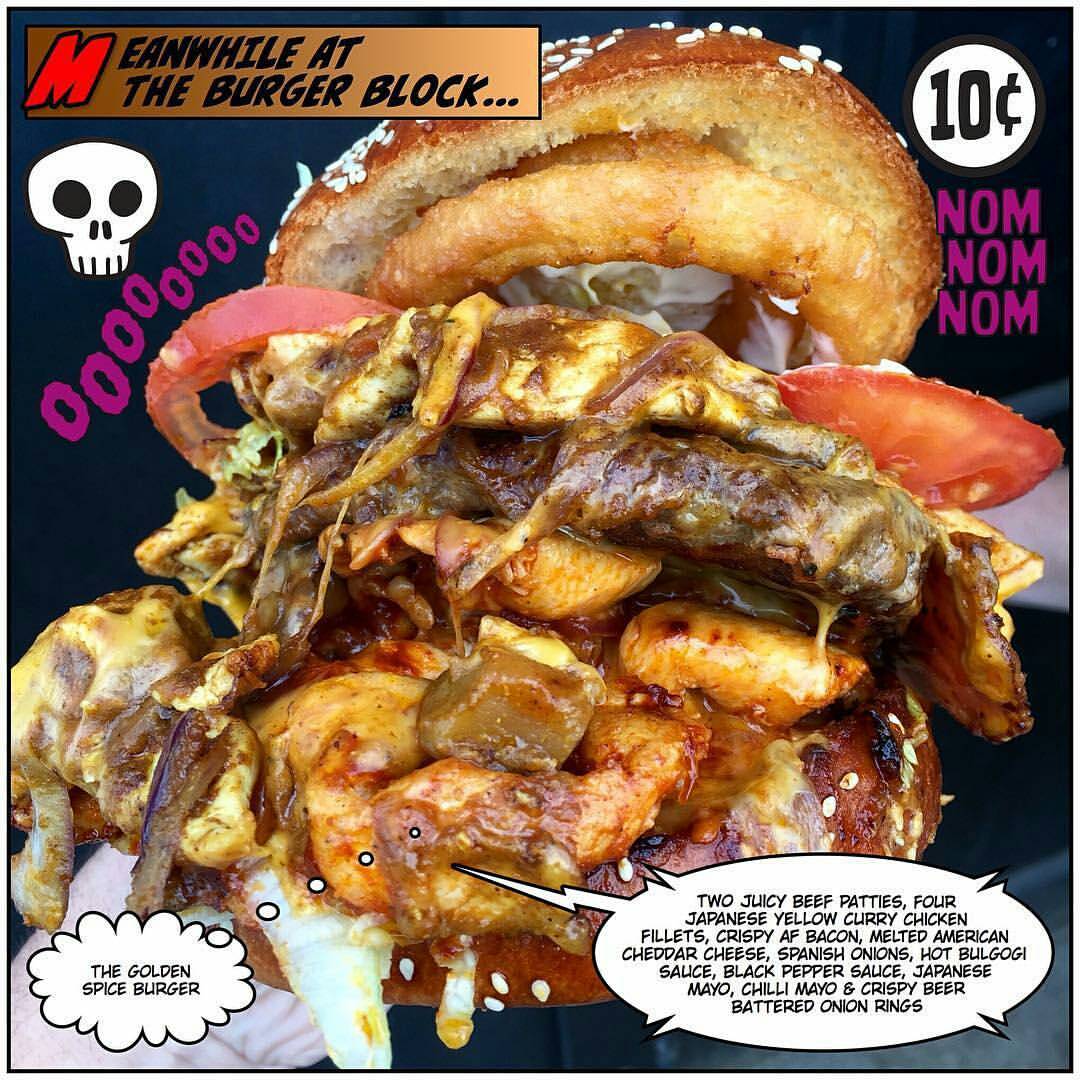 MEANWHILE AT
THE BURGER BLOCK...
10¢
OOOOOOOOO
NOM
NOM
NOM
THE GOLDEN
SPICE BURGER
TWO JUICY BEEF PATTIES, FOUR
JAPANESE YELLOW CURRY CHICKEN
FILLETS, CRISPY AF BACON, MELTED AMERICAN
CHEDDAR CHEESE, SPANISH ONIONS, HOT BULGOGI
SAUCE, BLACK PEPPER SAUCE, JAPANESE
MAYO, CHILLI MAYO & CRISPY BEER
BATTERED ONION RINGS